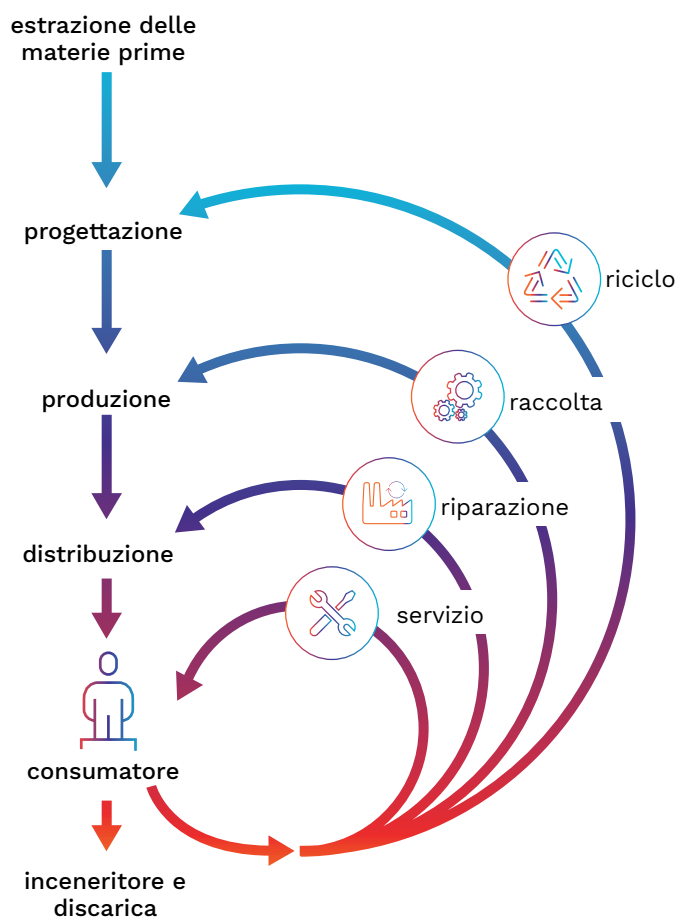 estrazione delle
materie prime
progettazione
riciclo
produzione
raccolta
riparazione
distribuzione
servizio
consumatore
inceneritore e
discarica